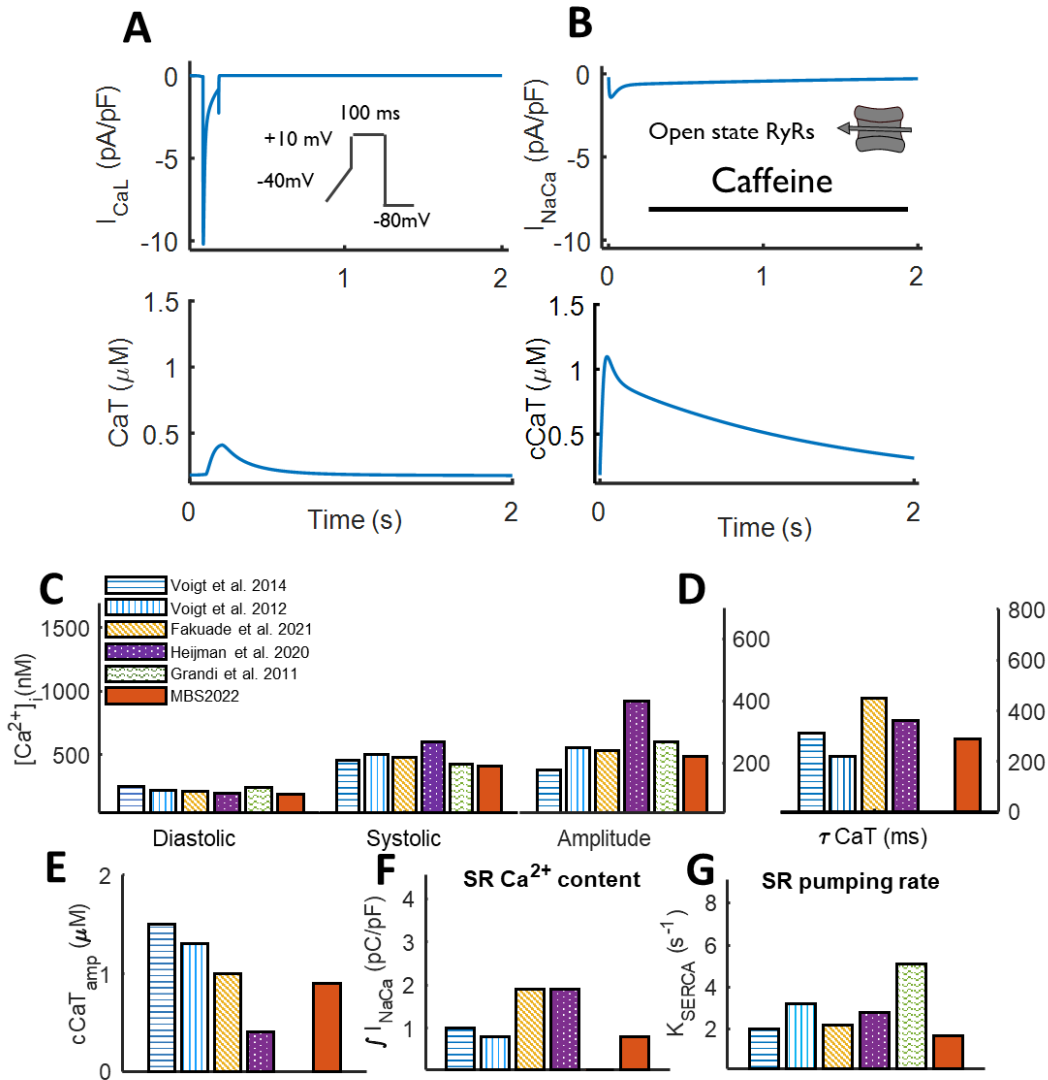 A
I_CaL (pA/pF)
0
-5
-10
1
2
100 ms
+10 mV
-40mV
-80mV
B
I_NaCa (pA/pF)
0
-5
-10
0
1
2
Open state RyRs
Caffeine
CaT (μM)
1.5
1
0.5
0
2
Time (s)
cCaT (μM)
1.5
1
0.5
0
2
Time (s)
C
Voigt et al. 2014
Voigt et al. 2012
Fakuade et al. 2021
Heijman et al. 2020
Grandi et al. 2011
MBS2022
[Ca²⁺]_i(nM)
1500
1000
500
600
400
200
Diastolic
Systolic
Amplitude
D
800
600
400
200
0
τ CaT (ms)
E
cCaT_amp (μM)
2
1
0
F
SR Ca²⁺ content
∫ I_NaCa (pC/pF)
4
3
2
1
G
SR pumping rate
K_SERCA (s⁻¹)
8
6
4
2